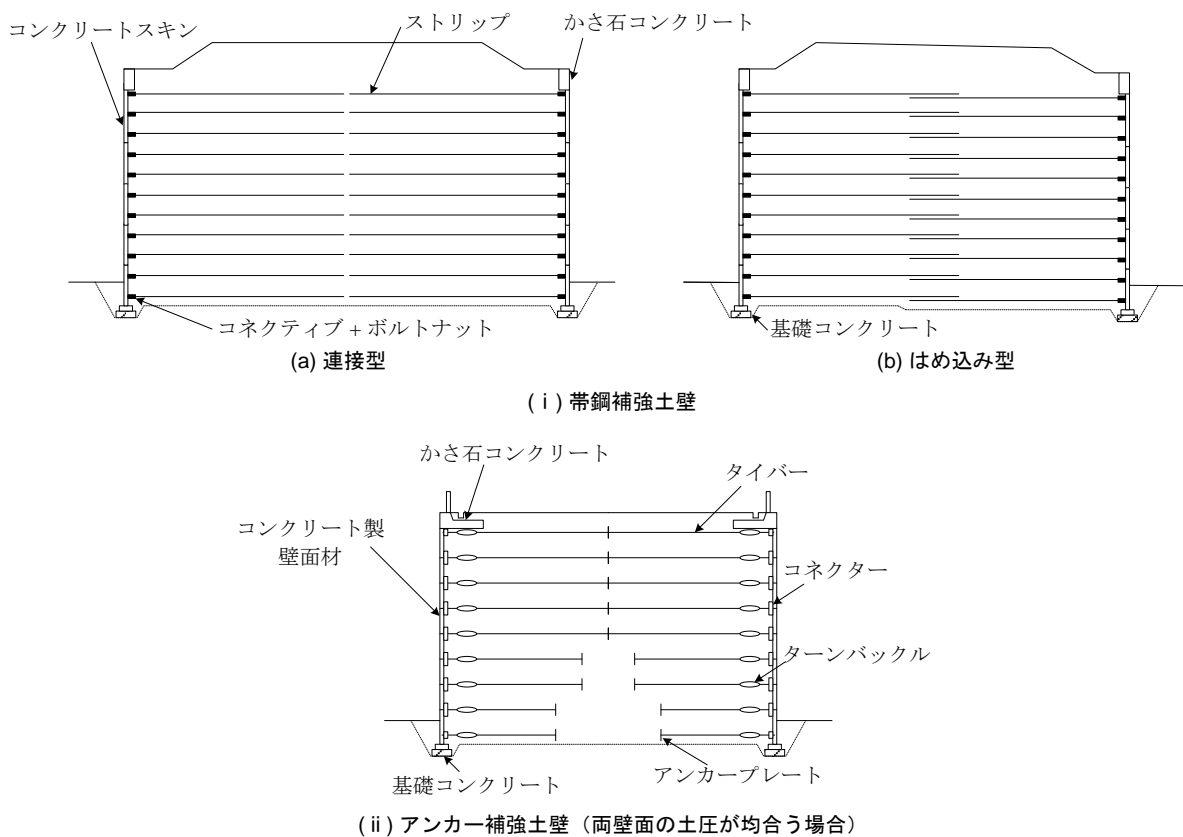 コンクリートスキン
ストリップ
かさ石コンクリート
コネクティブ+ボルトナット
基礎コンクリート
(a) 連接型
(b) はめ込み型
(ⅰ) 帯鋼補強土壁
かさ石コンクリート
タイバー
コンクリート製
壁面材
コネクター
ターンバックル
アンカープレート
基礎コンクリート
(ⅱ) アンカー補強土壁（両壁面の土圧が均合う場合）